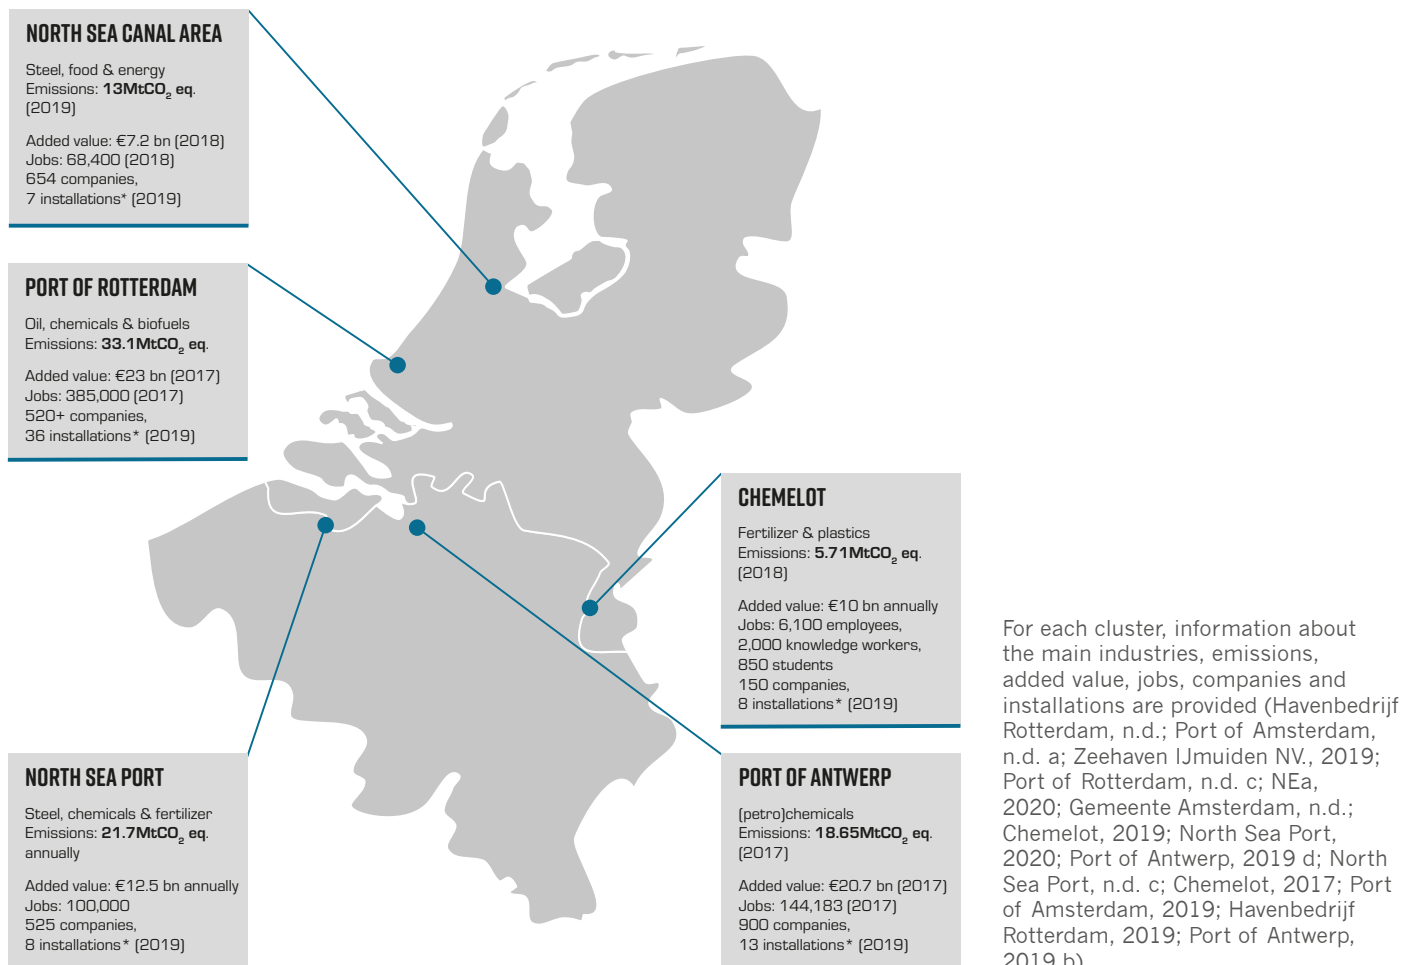 NORTH SEA CANAL AREA
Steel, food & energy
Emissions: 13MtCO₂ eq.
(2019)
Added value: €7.2 bn (2018)
Jobs: 68,400 (2018)
654 companies,
7 installations* (2019)
PORT OF ROTTERDAM
Oil, chemicals & biofuels
Emissions: 33.1MtCO₂ eq.
Added value: €23 bn (2017)
Jobs: 385,000 (2017)
520+ companies,
36 installations* (2019)
CHEMELOT
Fertilizer & plastics
Emissions: 5.71MtCO₂ eq.
(2018)
Added value: €10 bn annually
Jobs: 6,100 employees,
2,000 knowledge workers,
850 students
150 companies,
8 installations* (2019)
NORTH SEA PORT
Steel, chemicals & fertilizer
Emissions: 21.7MtCO₂ eq.
annually
Added value: €12.5 bn annually
Jobs: 100,000
525 companies,
8 installations* (2019)
PORT OF ANTWERP
(petro)chemicals
Emissions: 18.65MtCO₂ eq.
(2017)
Added value: €20.7 bn (2017)
Jobs: 144,183 (2017)
900 companies,
13 installations* (2019)
For each cluster, information about
the main industries, emissions,
added value, jobs, companies and
installations are provided (Havenbedrijf
Rotterdam, n.d.; Port of Amsterdam,
n.d. a; Zeehaven IJmuiden NV., 2019;
Port of Rotterdam, n.d. c; NEa,
2020; Gemeente Amsterdam, n.d.;
Chemelot, 2019; North Sea Port,
2020; Port of Antwerp, 2019 d; North
Sea Port, n.d. c; Chemelot, 2017; Port
of Amsterdam, 2019; Havenbedrijf
Rotterdam, 2019; Port of Antwerp,
2019 b)